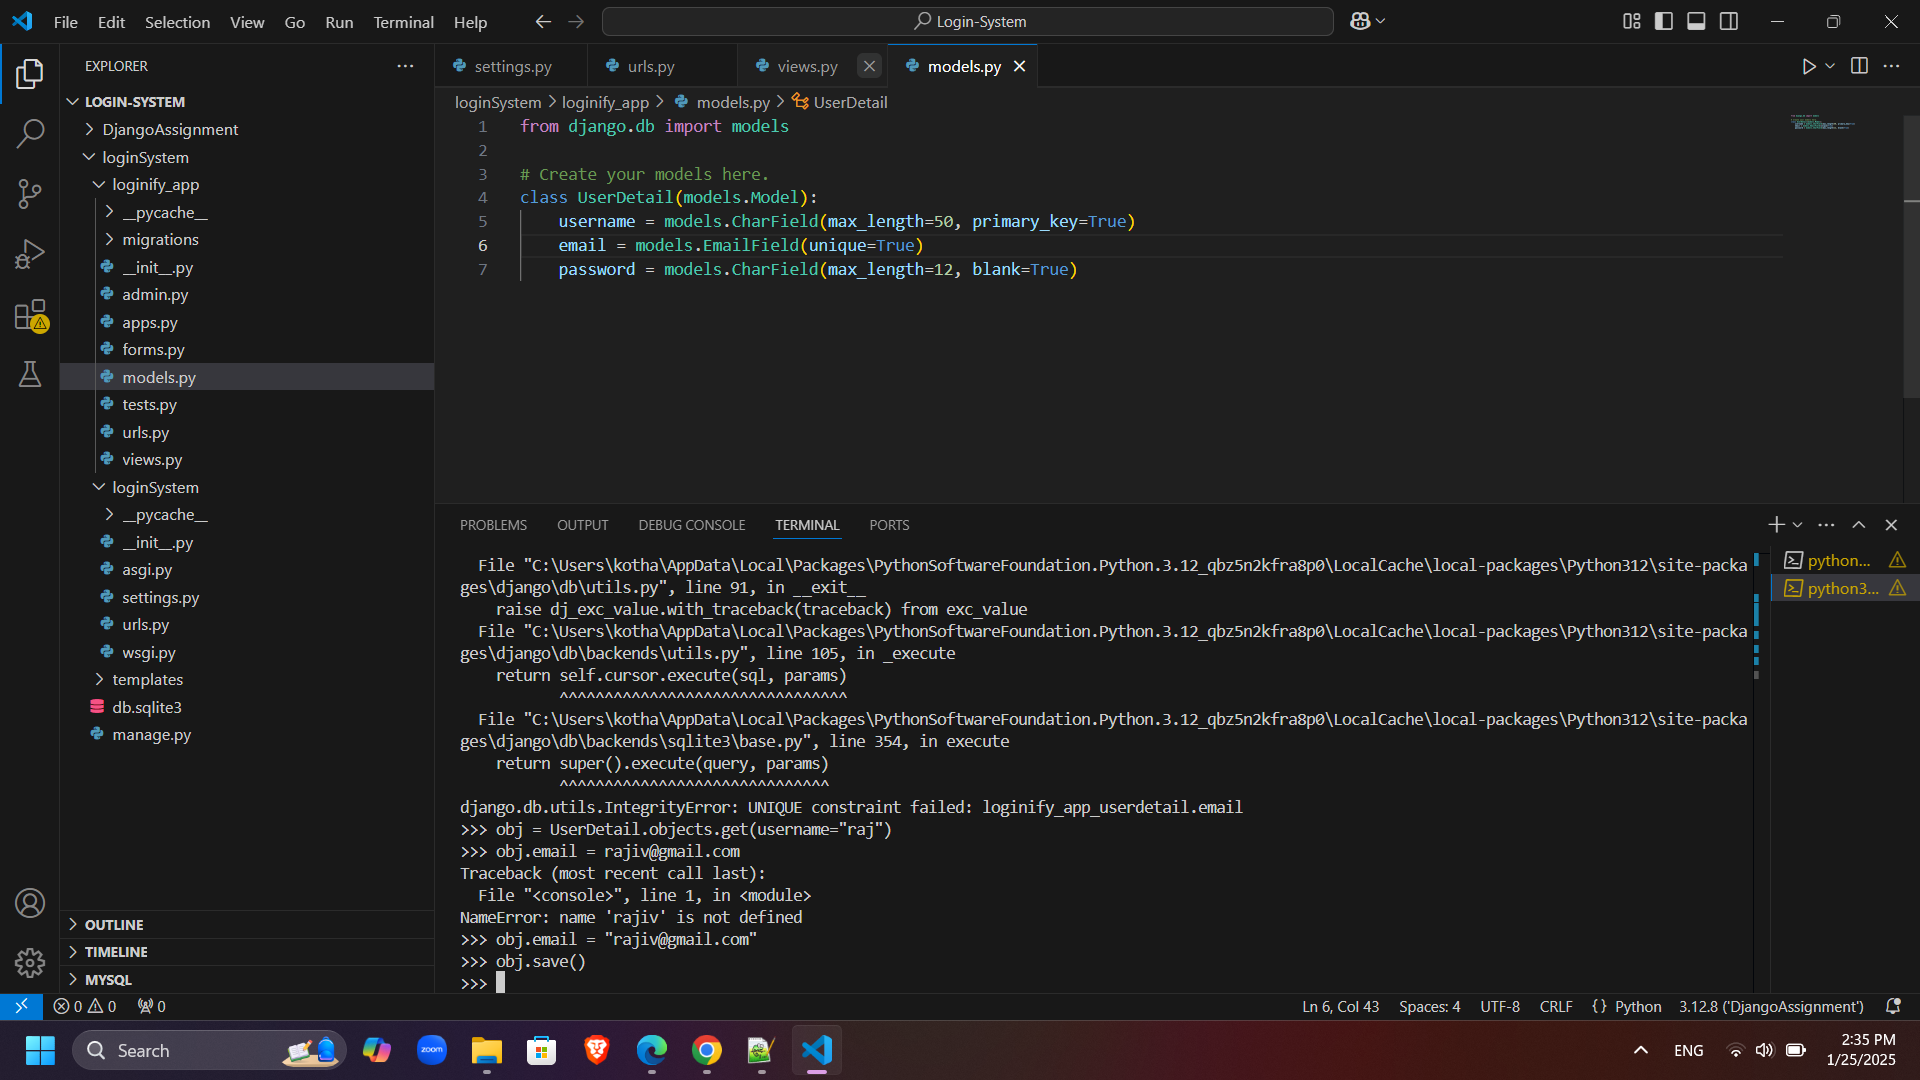 File Edit Selection View Go Run Terminal Help
Login-System
EXPLORER
LOGIN-SYSTEM
DjangoAssignment
loginSystem
loginify_app
__pycache__
migrations
__init__.py
admin.py
apps.py
forms.py
models.py
tests.py
urls.py
views.py
loginSystem
__pycache__
__init__.py
asgi.py
settings.py
urls.py
wsgi.py
templates
db.sqlite3
manage.py
OUTLINE
TIMELINE
MYSQL
settings.py urls.py views.py models.py
loginSystem > loginify_app > models.py > UserDetail
1 from django.db import models
2
3 # Create your models here.
4 class UserDetail(models.Model):
5 username = models.CharField(max_length=50, primary_key=True)
6 email = models.EmailField(unique=True)
7 password = models.CharField(max_length=12, blank=True)
PROBLEMS OUTPUT DEBUG CONSOLE TERMINAL PORTS
File "C:\Users\kotha\AppData\Local\Packages\PythonSoftwareFoundation.Python.3.12_qbz5n2kfra8p0\LocalCache\local-packages\Python312\site-packa
ges\django\db\utils.py", line 91, in __exit__
raise dj_exc_value.with_traceback(traceback) from exc_value
File "C:\Users\kotha\AppData\Local\Packages\PythonSoftwareFoundation.Python.3.12_qbz5n2kfra8p0\LocalCache\local-packages\Python312\site-packa
ges\django\db\backends\utils.py", line 105, in _execute
return self.cursor.execute(sql, params)
^^^^^^^^^^^^^^^^^^^^^^^^^^^^^^^^
File "C:\Users\kotha\AppData\Local\Packages\PythonSoftwareFoundation.Python.3.12_qbz5n2kfra8p0\LocalCache\local-packages\Python312\site-packa
ges\django\db\backends\sqlite3\base.py", line 354, in execute
return super().execute(query, params)
^^^^^^^^^^^^^^^^^^^^^^^^^^^^^^
django.db.utils.IntegrityError: UNIQUE constraint failed: loginify_app_userdetail.email
>>> obj = UserDetail.objects.get(username="raj")
>>> obj.email = rajiv@gmail.com
Traceback (most recent call last):
File "<console>", line 1, in <module>
NameError: name 'rajiv' is not defined
>>> obj.email = "rajiv@gmail.com"
>>> obj.save()
>>>
python...
python3...
0 0 0
Ln 6, Col 43 Spaces: 4 UTF-8 CRLF {} Python 3.12.8 ('DjangoAssignment')
Search
zoom
ENG
2:35 PM
1/25/2025